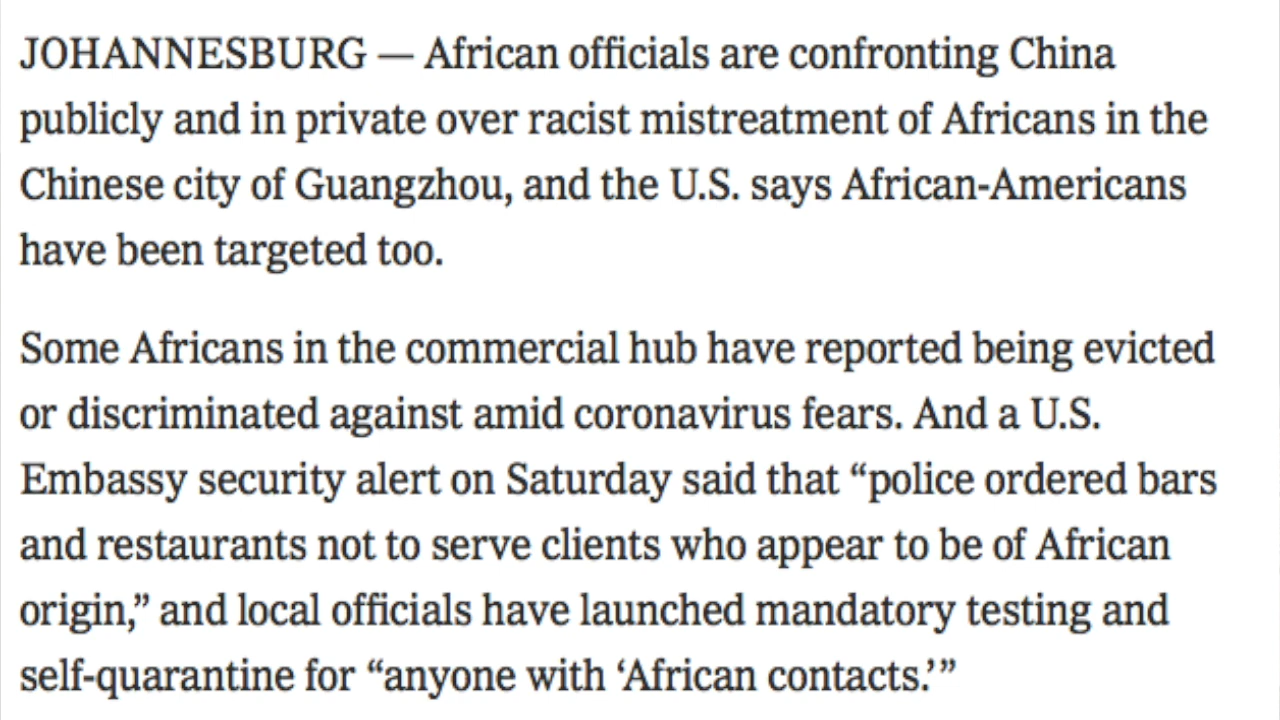 JOHANNESBURG — African officials are confronting China
publicly and in private over racist mistreatment of Africans in the
Chinese city of Guangzhou, and the U.S. says African-Americans
have been targeted too.
Some Africans in the commercial hub have reported being evicted
or discriminated against amid coronavirus fears. And a U.S.
Embassy security alert on Saturday said that “police ordered bars
and restaurants not to serve clients who appear to be of African
origin,” and local officials have launched mandatory testing and
self-quarantine for “anyone with ‘African contacts.’”